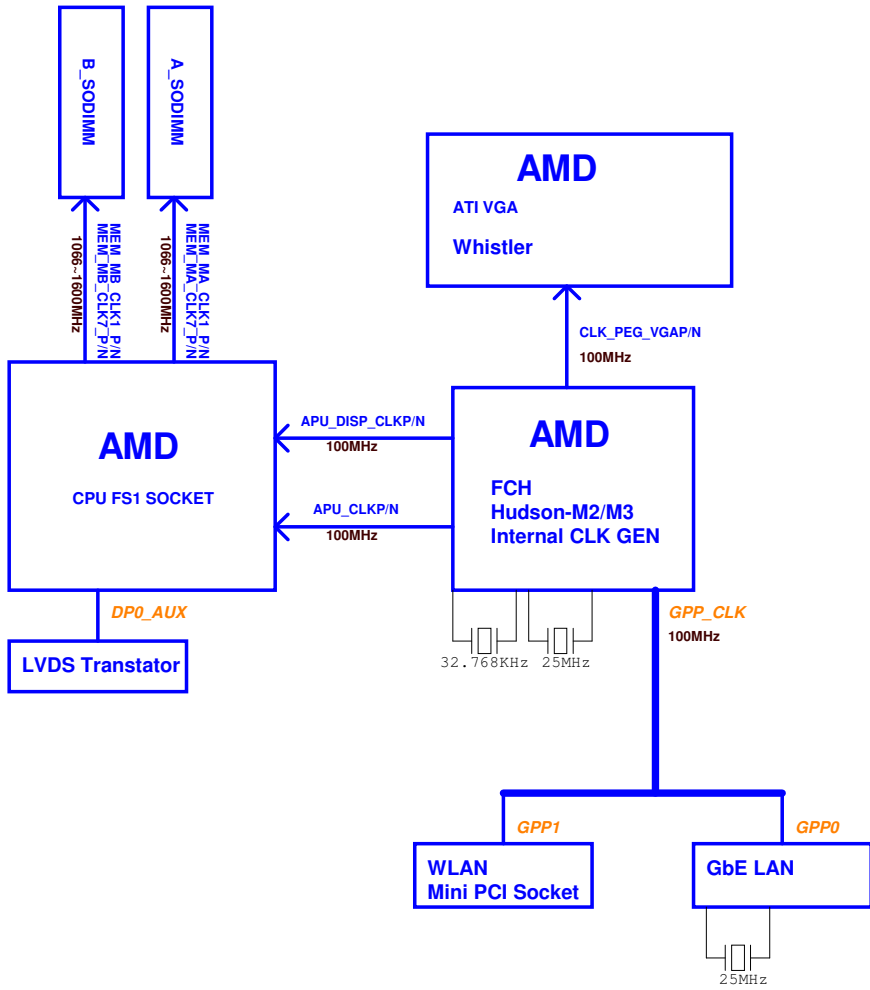 B_SODIMM
A_SODIMM
MEM_MB_CLK1_P/N
MEM_MB_CLK7_P/N
1066~1600MHz
MEM_MA_CLK1_P/N
MEM_MA_CLK7_P/N
1066~1600MHz
AMD
ATI VGA
Whistler
CLK_PEG_VGAP/N
100MHz
AMD
CPU FS1 SOCKET
APU_DISP_CLKP/N
100MHz
APU_CLKP/N
100MHz
AMD
FCH
Hudson-M2/M3
Internal CLK GEN
DP0_AUX
LVDS Transtator
32.768KHz
25MHz
GPP_CLK
100MHz
GPP1
GPP0
WLAN
Mini PCI Socket
GbE LAN
25MHz